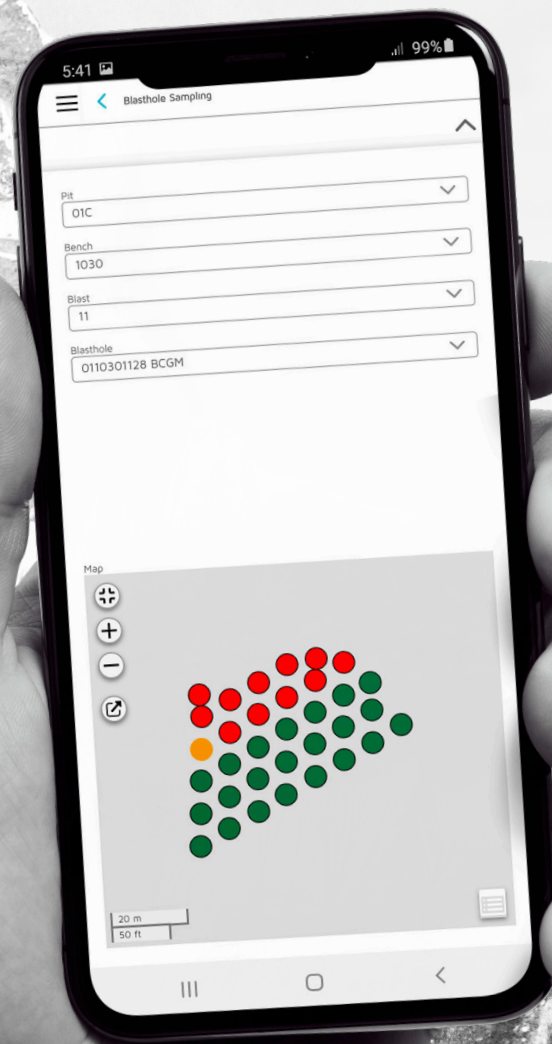 5:41
99%
Blasthole Sampling
Pit
01C
Bench
1030
Blast
11
Blasthole
0110301128 BCGM
Map
20 m
50 ft